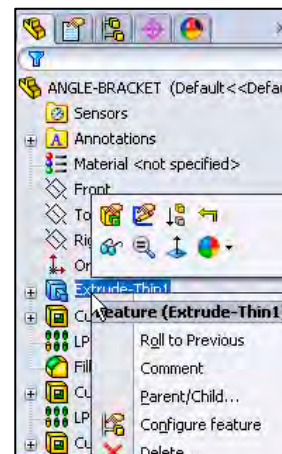 ANGLE-BRACKET (Default<<Defau
Sensors
A Annotations
Material <not specified>
Front
To
Rig
Or
Extrude-Thin1
Cu
eature (Extrude-Thin1
LP
Roll to Previous
Fil
Comment
Cu
Parent/Child...
LP
Configure feature
Cu
Delete